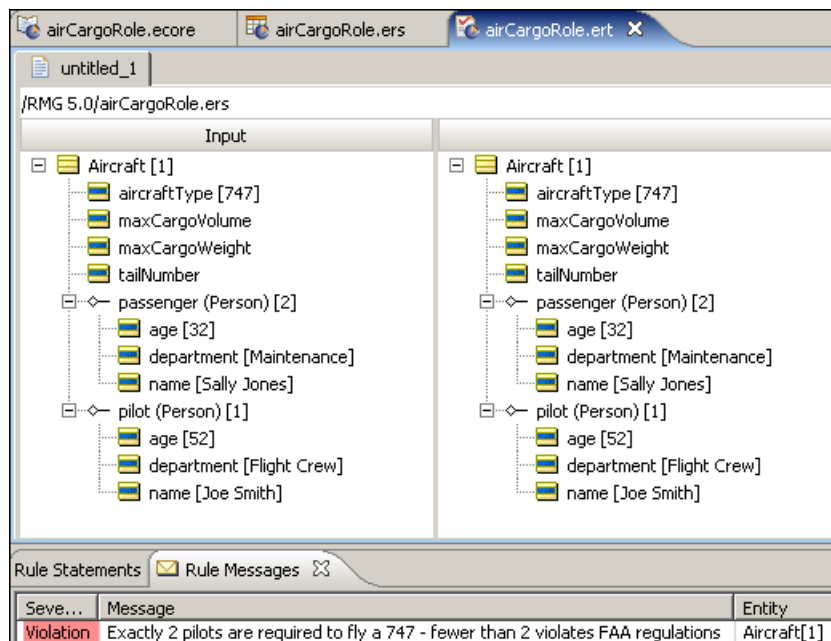 airCargoRole.ecore airCargoRole.ers airCargoRole.ert
untitled_1
/RMG 5.0/airCargoRole.ers
Input
Aircraft [1]
aircraftType [747]
maxCargoVolume
maxCargoWeight
tailNumber
passenger (Person) [2]
age [32]
department [Maintenance]
name [Sally Jones]
pilot (Person) [1]
age [52]
department [Flight Crew]
name [Joe Smith]
Aircraft [1]
aircraftType [747]
maxCargoVolume
maxCargoWeight
tailNumber
passenger (Person) [2]
age [32]
department [Maintenance]
name [Sally Jones]
pilot (Person) [1]
age [52]
department [Flight Crew]
name [Joe Smith]
Rule Statements Rule Messages
Seve... Message Entity
Violation Exactly 2 pilots are required to fly a 747 - fewer than 2 violates FAA regulations Aircraft[1]